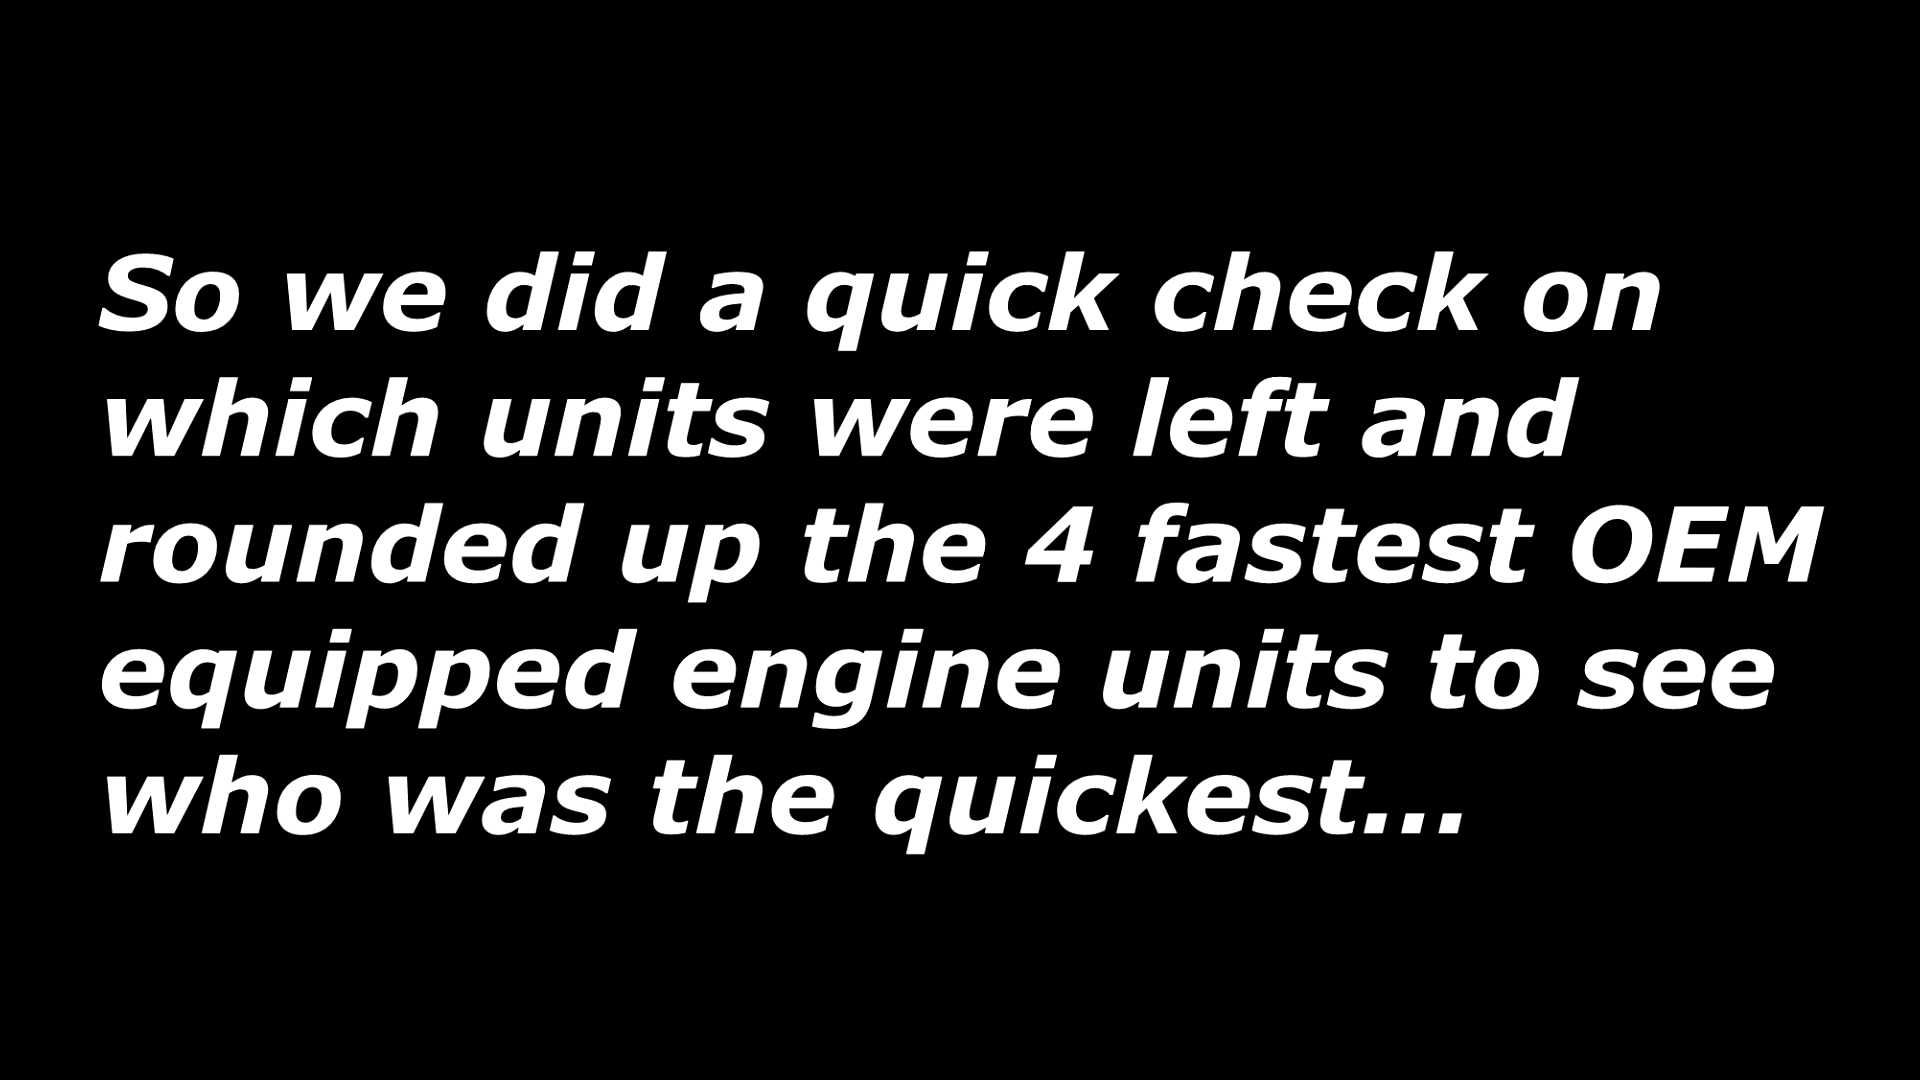 So we did a quick check on
which units were left and
rounded up the 4 fastest OEM
equipped engine units to see
who was the quickest...